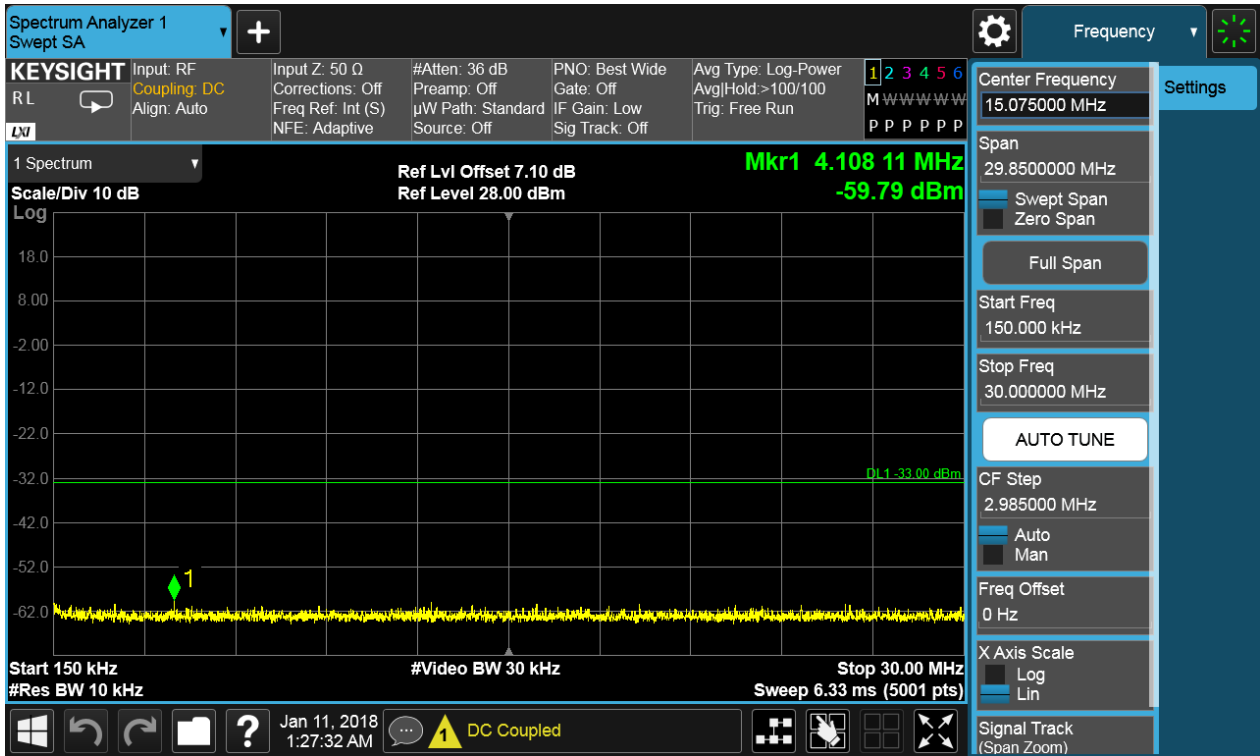 Spectrum Analyzer 1
Swept SA
Frequency
KEYSIGHT
R L
LXI
Input: RF
Coupling: DC
Align: Auto
Input Z: 50 Ω
Corrections: Off
Freq Ref: Int (S)
NFE: Adaptive
#Atten: 36 dB
Preamp: Off
µW Path: Standard
Source: Off
PNO: Best Wide
Gate: Off
IF Gain: Low
Sig Track: Off
Avg Type: Log-Power
Avg|Hold:>100/100
Trig: Free Run
1 2 3 4 5 6
M W W W W W
P P P P P P
1 Spectrum
Scale/Div 10 dB
Log
Ref Lvl Offset 7.10 dB
Ref Level 28.00 dBm
Mkr1 4.108 11 MHz
-59.79 dBm
18.0
8.00
-2.00
-12.0
-22.0
-32.0
-42.0
-52.0
-62.0
DL1 -33.00 dBm
1
Start 150 kHz
#Res BW 10 kHz
#Video BW 30 kHz
Stop 30.00 MHz
Sweep 6.33 ms (5001 pts)
Center Frequency
15.075000 MHz
Span
29.8500000 MHz
Swept Span
Zero Span
Full Span
Start Freq
150.000 kHz
Stop Freq
30.000000 MHz
AUTO TUNE
CF Step
2.985000 MHz
Auto
Man
Freq Offset
0 Hz
X Axis Scale
Log
Lin
Signal Track
(Span Zoom)
Settings
?
Jan 11, 2018
1:27:32 AM
1
DC Coupled